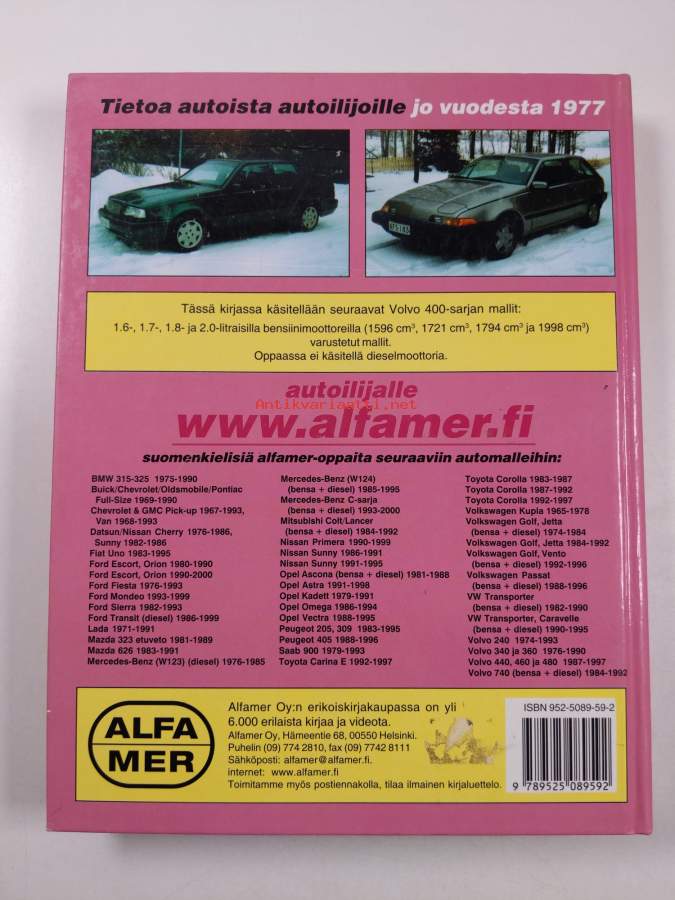 Tietoa autoista autoilijoille jo vuodesta 1977
Tässä kirjassa käsitellään seuraavat Volvo 400-sarjan mallit:
1.6-, 1.7-, 1.8- ja 2.0-litraisilla bensiinimoottoreilla (1596 cm³, 1721 cm³, 1794 cm³ ja 1998 cm³)
varustetut mallit.
Oppaassa ei käsitellä dieselmoottoria.
autoilijalle
Antikvariaatti.net
www.alfamer.fi
suomenkielisiä alfamer-oppaita seuraaviin automalleihin:
BMW 315-325 1975-1990
Buick/Chevrolet/Oldsmobile/Pontiac
Full-Size 1969-1990
Chevrolet & GMC Pick-up 1967-1993,
Van 1968-1993
Datsun/Nissan Cherry 1976-1986,
Sunny 1982-1986
Fiat Uno 1983-1995
Ford Escort, Orion 1980-1990
Ford Escort, Orion 1990-2000
Ford Fiesta 1976-1993
Ford Mondeo 1993-1999
Ford Sierra 1982-1993
Ford Transit (diesel) 1986-1999
Lada 1971-1991
Mazda 323 etuveto 1981-1989
Mazda 626 1983-1991
Mercedes-Benz (W123) (diesel) 1976-1985
Mercedes-Benz (W124)
(bensa + diesel) 1985-1995
Mercedes-Benz C-sarja
(bensa + diesel) 1993-2000
Mitsubishi Colt/Lancer
(bensa + diesel) 1984-1992
Nissan Primera 1990-1999
Nissan Sunny 1986-1991
Nissan Sunny 1991-1995
Opel Ascona (bensa + diesel) 1981-1988
Opel Astra 1991-1998
Opel Kadett 1979-1991
Opel Omega 1986-1994
Opel Vectra 1988-1995
Peugeot 205, 309 1983-1995
Peugeot 405 1988-1996
Saab 900 1979-1993
Toyota Carina E 1992-1997
Toyota Corolla 1983-1987
Toyota Corolla 1987-1992
Toyota Corolla 1992-1997
Volkswagen Kupla 1965-1978
Volkswagen Golf, Jetta
(bensa + diesel) 1974-1984
Volkswagen Golf, Jetta 1984-1992
Volkswagen Golf, Vento
(bensa + diesel) 1992-1996
Volkswagen Passat
(bensa + diesel) 1988-1996
VW Transporter
(bensa + diesel) 1982-1990
VW Transporter, Caravelle
(bensa + diesel) 1990-1995
Volvo 240 1974-1993
Volvo 340 ja 360 1976-1990
Volvo 440, 460 ja 480 1987-1997
Volvo 740 (bensa + diesel) 1984-1992
ALFA
MER
Alfamer Oy:n erikoiskirjakaupassa on yli
6.000 erilaista kirjaa ja videota.
Alfamer Oy, Hämeentie 68, 00550 Helsinki.
Puhelin (09) 774 2810, fax (09) 7742 8111
Sähköposti: alfamer@alfamer.fi.
internet: www.alfamer.fi
Toimitamme myös postiennakolla, tilaa ilmainen kirjaluettelo.
ISBN 952-5089-59-2
9 789525 089592